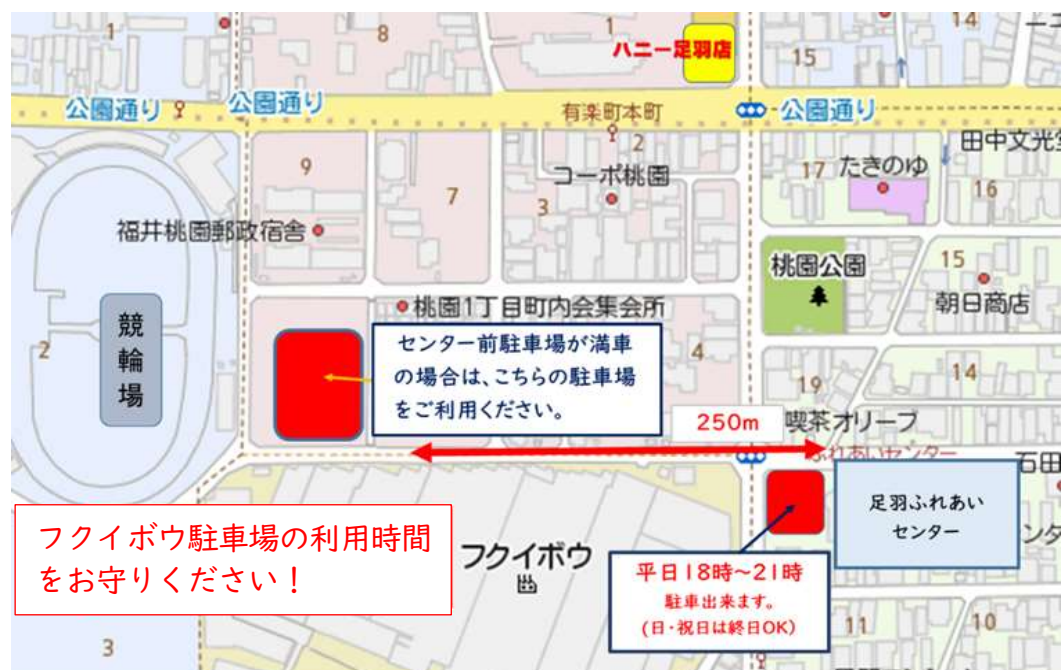 1
8
1
ハニー足羽店
15
14
公園通り
公園通り
有楽町本町
公園通り
2
田中文光堂
9
7
3
コーポ桃園
17
たきのゆ
16
福井桃園郵政宿舎
桃園公園
15
朝日商店
2
競輪場
桃園1丁目町内会集会所
センター前駐車場が満車
の場合は、こちらの駐車場
をご利用ください。
4
19
14
250m
喫茶オリーブ
ふれあいセンター
石田
足羽ふれあい
センター
ンタ
フクイボウ駐車場の利用時間
をお守りください！
フクイボウ
平日18時～21時
駐車出来ます。
(日・祝日は終日OK)
11
10
3